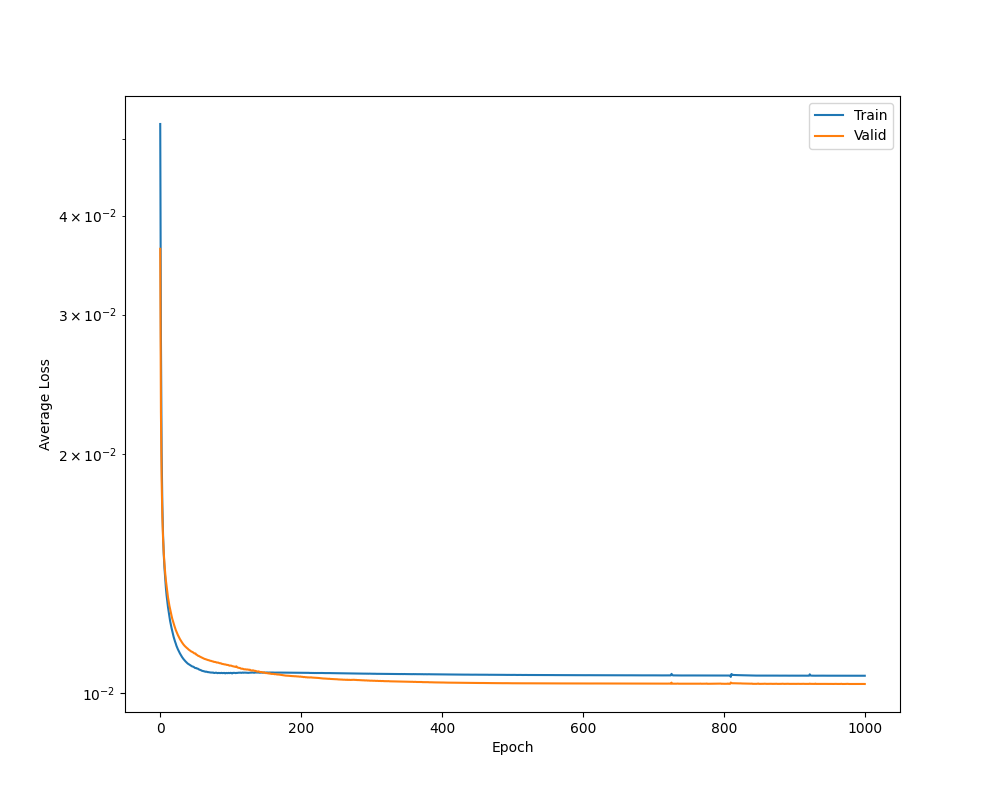 Train
Valid
4 × 10⁻²
3 × 10⁻²
2 × 10⁻²
10⁻²
Average Loss
0 200 400 600 800 1000
Epoch